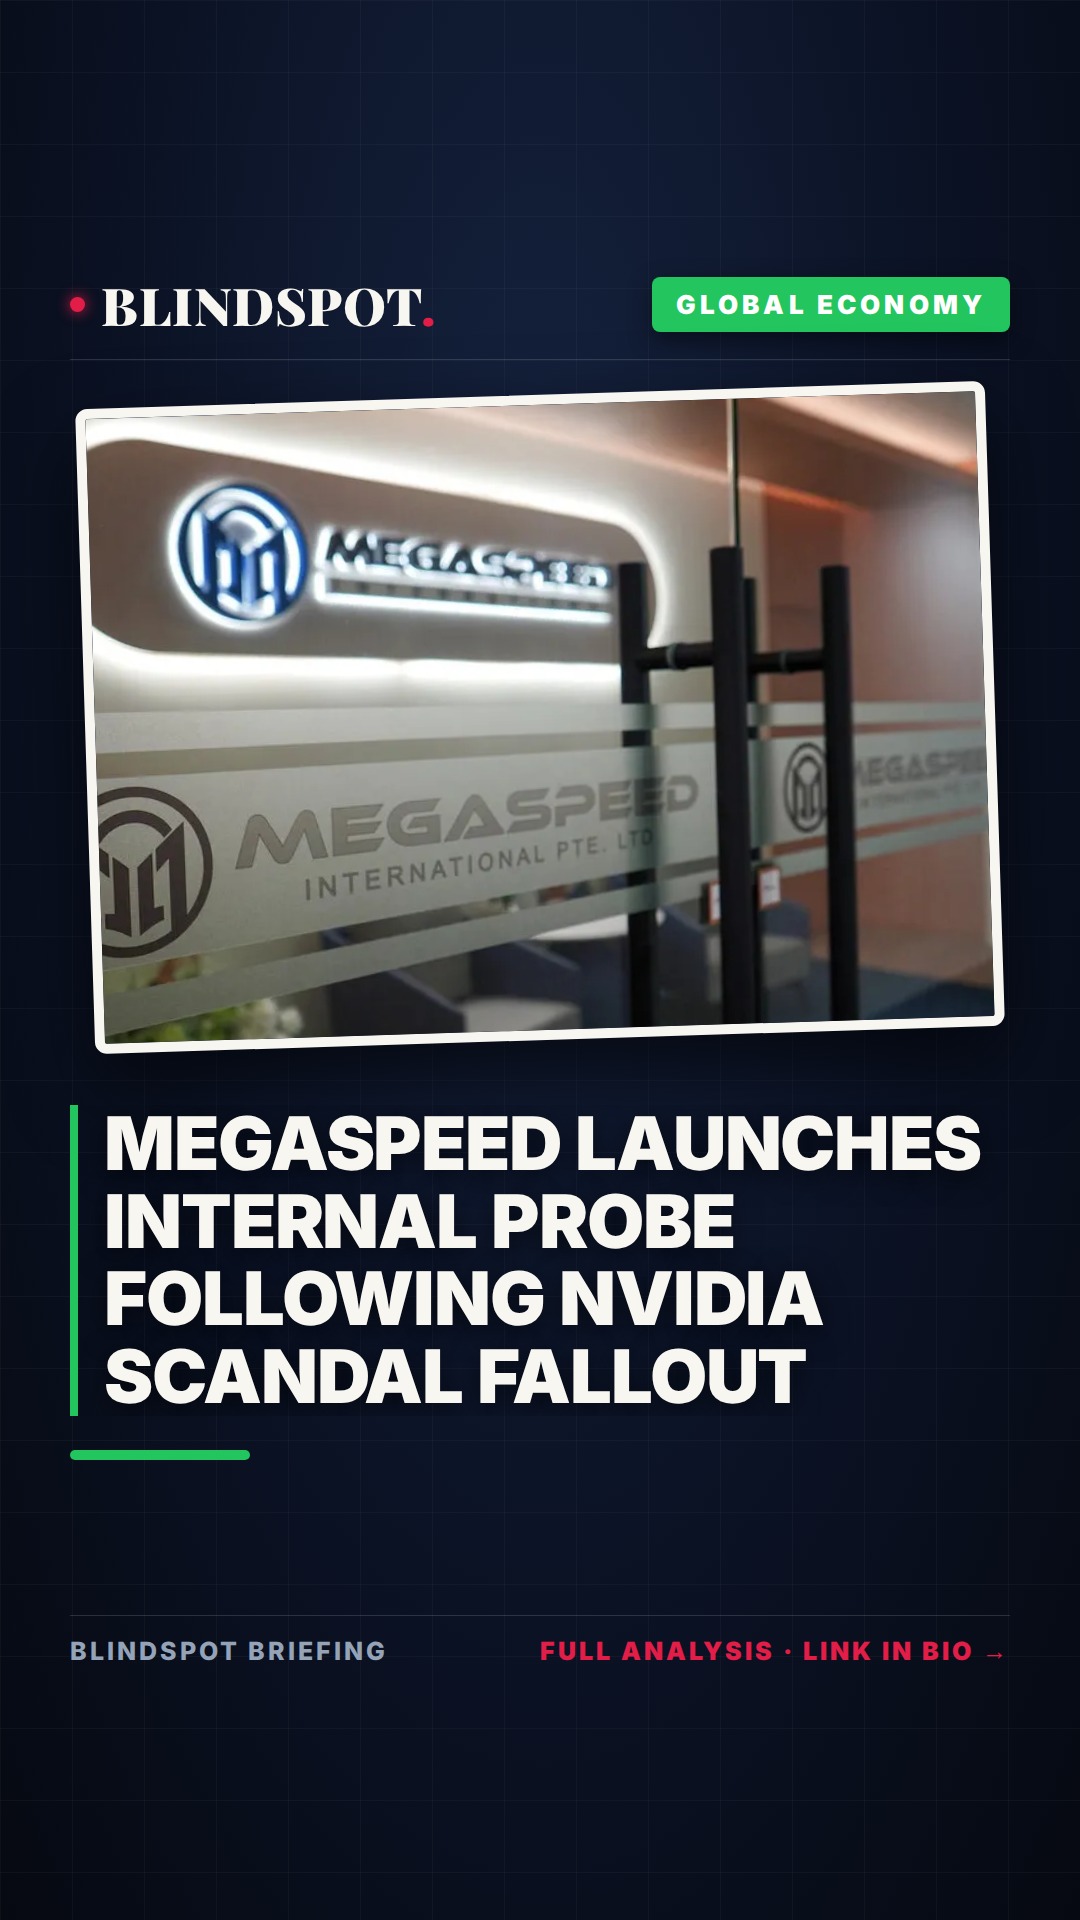 BLINDSPOT.
GLOBAL ECONOMY
MEGASPEED
MEGASPEED
INTERNATIONAL PTE. LTD
MEGASPEED LAUNCHES
INTERNAL PROBE
FOLLOWING NVIDIA
SCANDAL FALLOUT
BLINDSPOT BRIEFING
FULL ANALYSIS · LINK IN BIO →